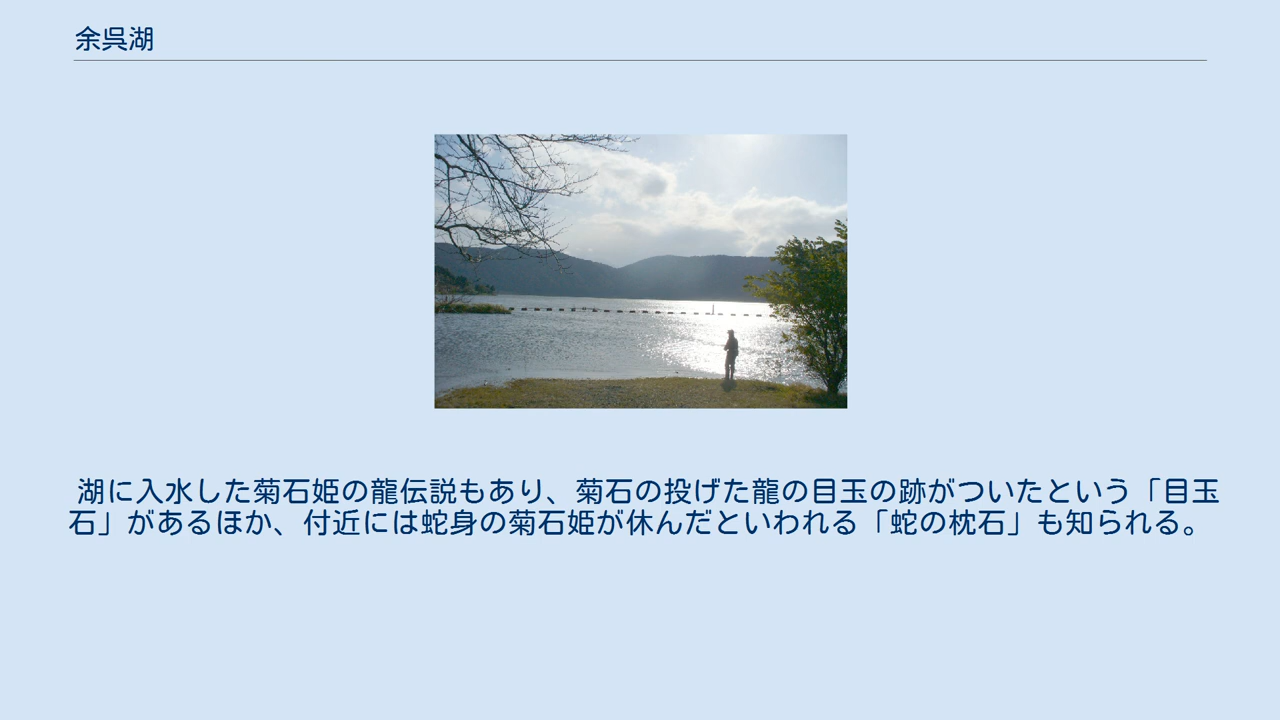 余呉湖
湖に入水した菊石姫の龍伝説もあり、菊石の投げた龍の目玉の跡がついたという「目玉
石」があるほか、付近には蛇身の菊石姫が休んだといわれる「蛇の枕石」も知られる。